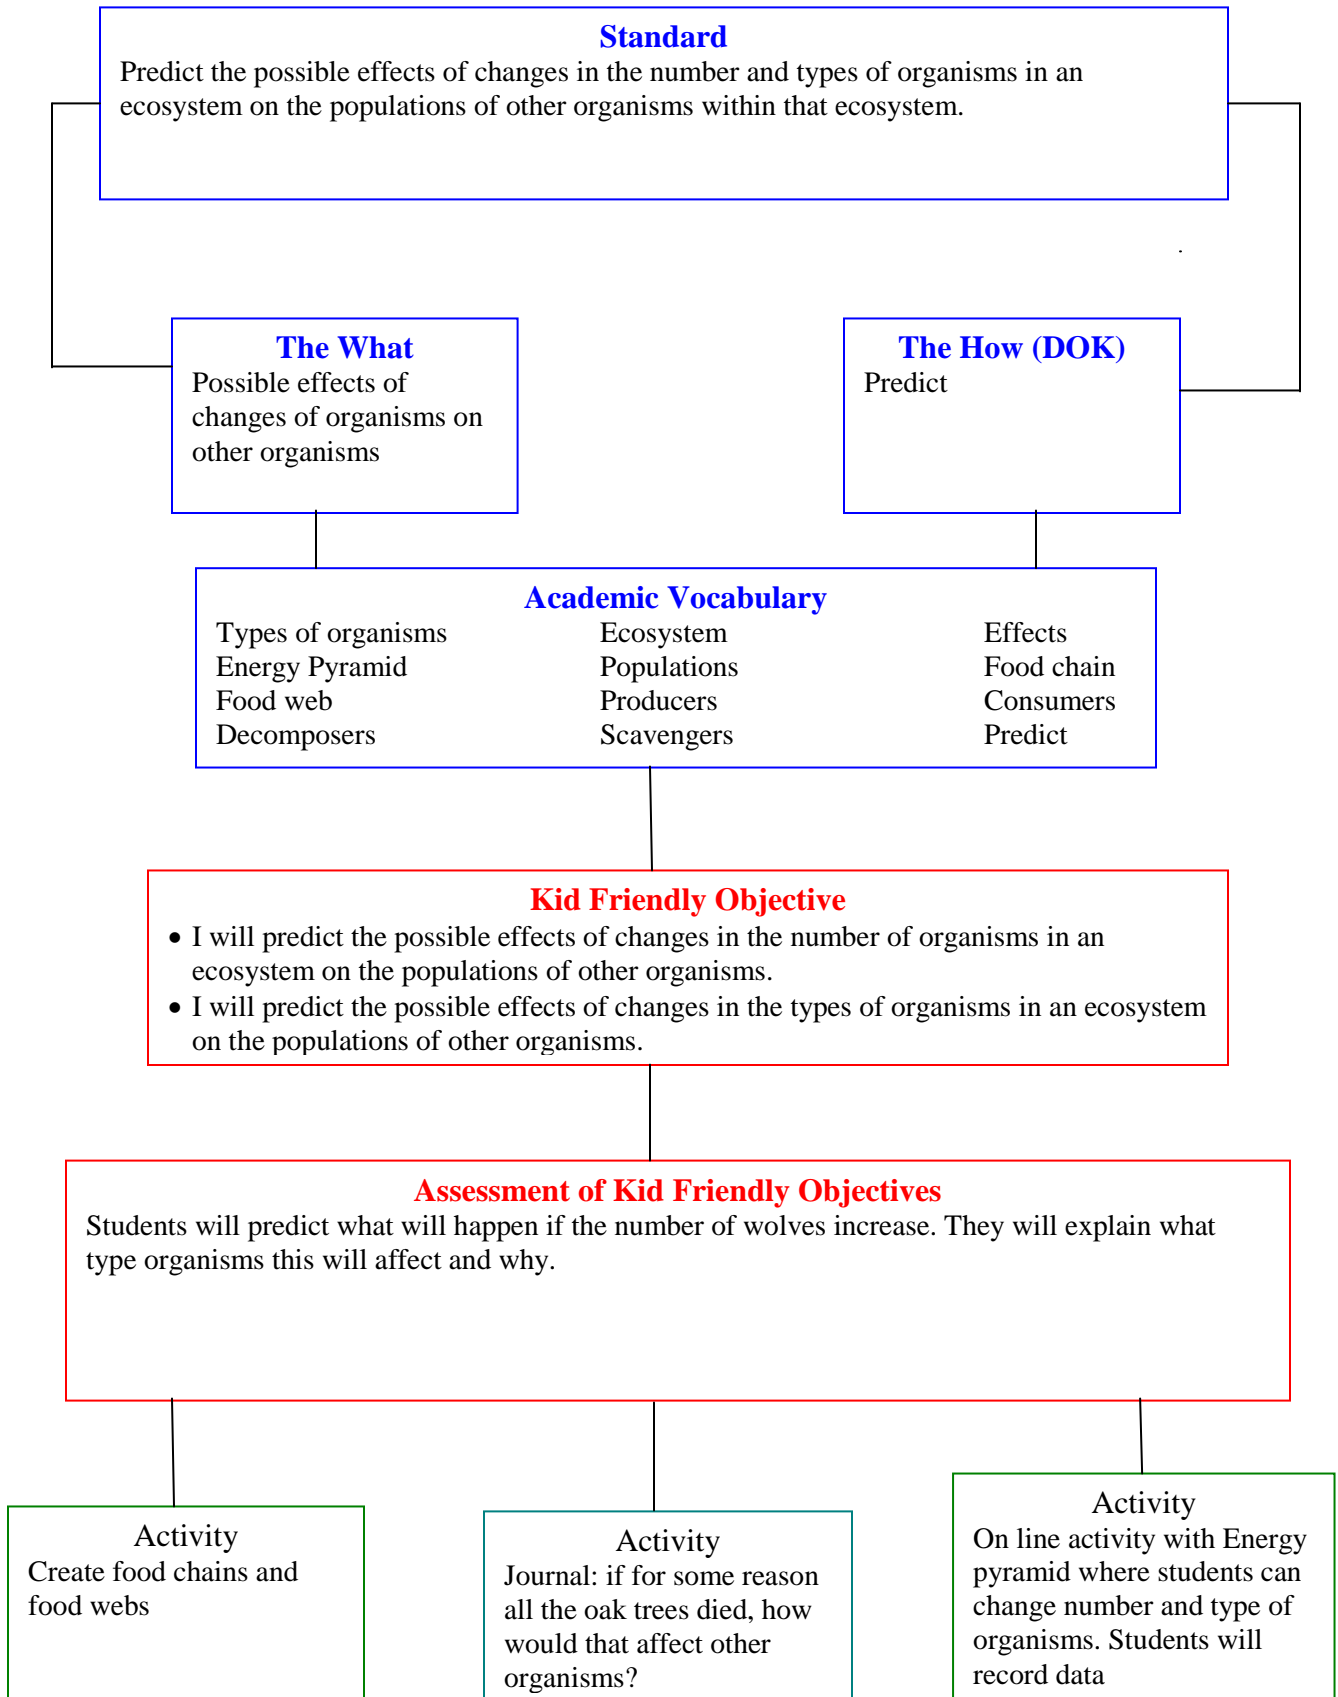 Standard
Predict the possible effects of changes in the number and types of organisms in an
ecosystem on the populations of other organisms within that ecosystem.
The What
Possible effects of
changes of organisms on
other organisms
The How (DOK)
Predict
Academic Vocabulary
Types of organisms Ecosystem Effects
Energy Pyramid Populations Food chain
Food web Producers Consumers
Decomposers Scavengers Predict
Kid Friendly Objective
• I will predict the possible effects of changes in the number of organisms in an
ecosystem on the populations of other organisms.
• I will predict the possible effects of changes in the types of organisms in an ecosystem
on the populations of other organisms.
Assessment of Kid Friendly Objectives
Students will predict what will happen if the number of wolves increase. They will explain what
type organisms this will affect and why.
Activity
Create food chains and
food webs
Activity
Journal: if for some reason
all the oak trees died, how
would that affect other
organisms?
Activity
On line activity with Energy
pyramid where students can
change number and type of
organisms. Students will
record data